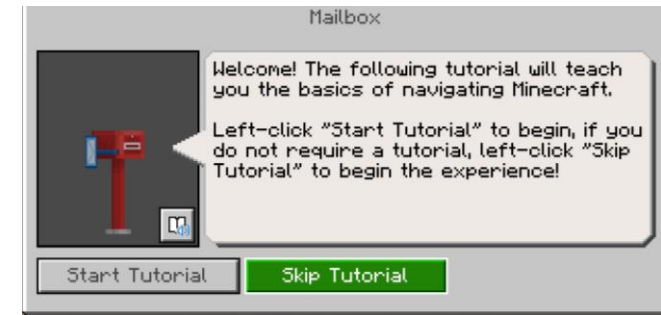 Mailbox
Welcome! The following tutorial will teach
you the basics of navigating Minecraft.
Left-click "Start Tutorial" to begin, if you
do not require a tutorial, left-click "Skip
Tutorial" to begin the experience!
Start Tutorial
Skip Tutorial